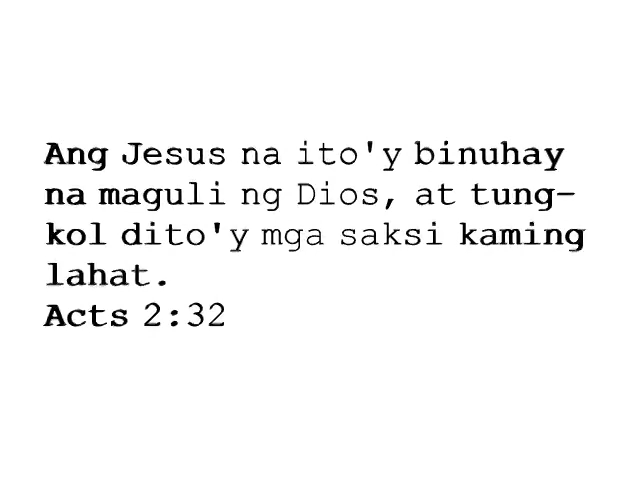 Ang Jesus na ito'y binuhay
na maguli ng Dios, at tung-
kol dito'y mga saksi kaming
lahat.
Acts 2:32